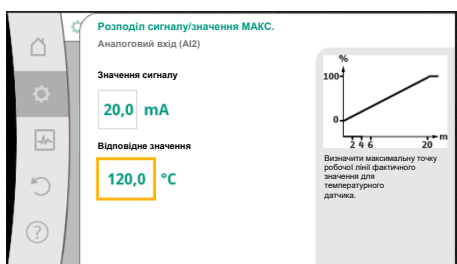 Розподіл сигналу/значення МАКС.
Аналоговий вхід (AI2)
Значення сигналу
20,0 mA
Відповідне значення
120,0 °C
%
100
0
2 4 6 20 m
Визначити максимальну точку
робочої лінії фактичного
значення для
температурного
датчика.
?